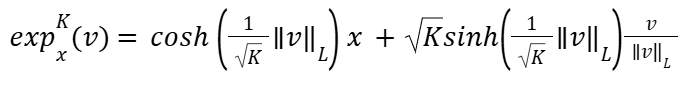 exp_x^K(v) = cosh(1/√K ‖v‖_L) x + √K sinh(1/√K ‖v‖_L) v/‖v‖_L